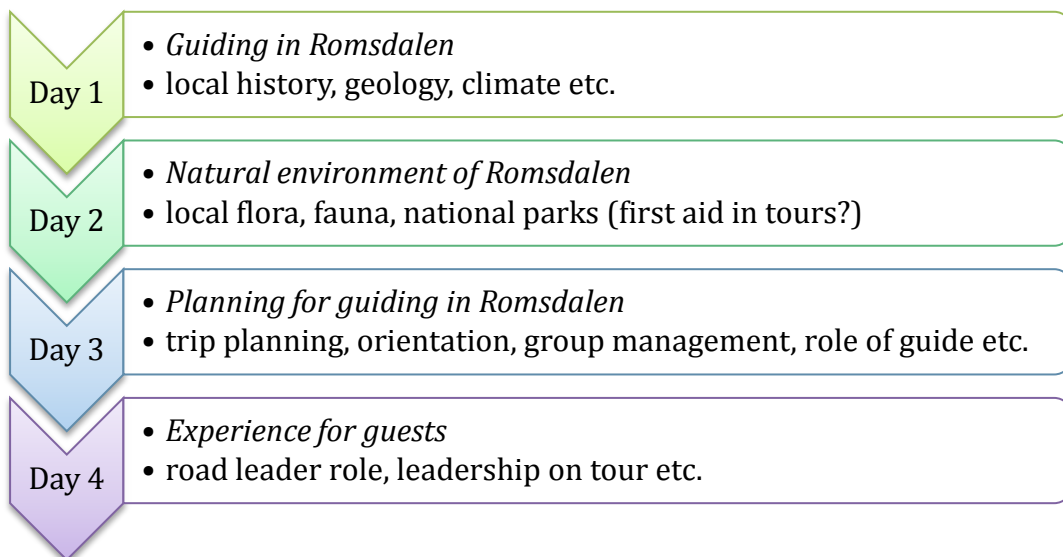 Day 1
• Guiding in Romsdalen
• local history, geology, climate etc.
Day 2
• Natural environment of Romsdalen
• local flora, fauna, national parks (first aid in tours?)
Day 3
• Planning for guiding in Romsdalen
• trip planning, orientation, group management, role of guide etc.
Day 4
• Experience for guests
• road leader role, leadership on tour etc.